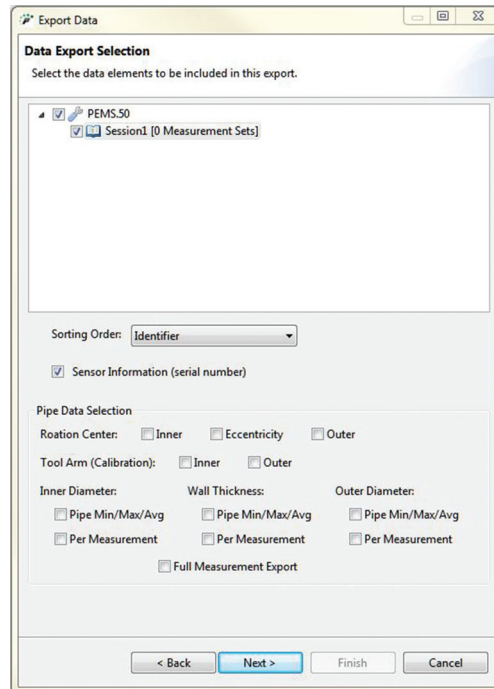 Export Data
Data Export Selection
Select the data elements to be included in this export.
PEMS.50
Session1 [0 Measurement Sets]
Sorting Order: Identifier
Sensor Information (serial number)
Pipe Data Selection
Roation Center: Inner Eccentricity Outer
Tool Arm (Calibration): Inner Outer
Inner Diameter: Wall Thickness: Outer Diameter:
Pipe Min/Max/Avg Pipe Min/Max/Avg Pipe Min/Max/Avg
Per Measurement Per Measurement Per Measurement
Full Measurement Export
< Back Next > Finish Cancel